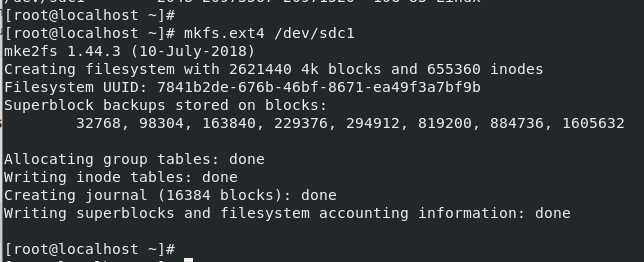 [root@localhost ~]#
[root@localhost ~]# mkfs.ext4 /dev/sdc1
mke2fs 1.44.3 (10-July-2018)
Creating filesystem with 2621440 4k blocks and 655360 inodes
Filesystem UUID: 7841b2de-676b-46bf-8671-ea49f3a7bf9b
Superblock backups stored on blocks:
        32768, 98304, 163840, 229376, 294912, 819200, 884736, 1605632
Allocating group tables: done
Writing inode tables: done
Creating journal (16384 blocks): done
Writing superblocks and filesystem accounting information: done
[root@localhost ~]#